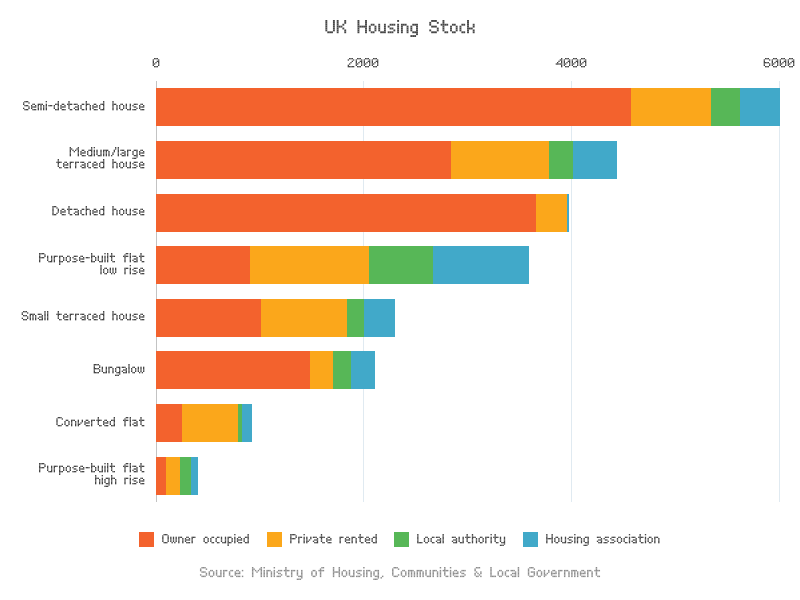 UK Housing Stock
0 2000 4000 6000
Semi-detached house
Medium/large
terraced house
Detached house
Purpose-built flat
low rise
Small terraced house
Bungalow
Converted flat
Purpose-built flat
high rise
Owner occupied Private rented Local authority Housing association
Source: Ministry of Housing, Communities & Local Government